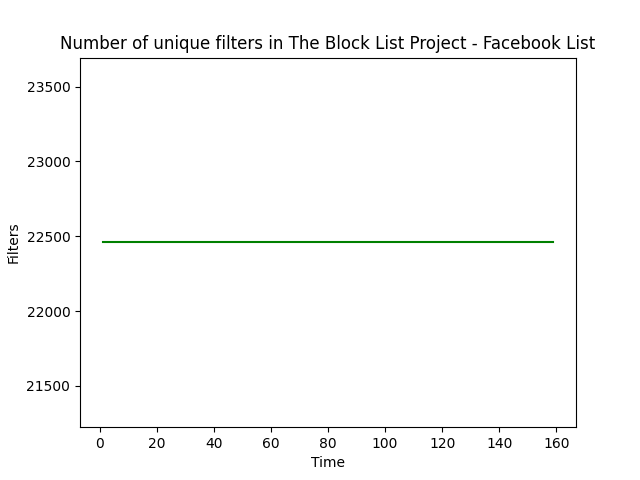 Number of unique filters in The Block List Project - Facebook List
23500
23000
22500
22000
21500
Filters
0 20 40 60 80 100 120 140 160
Time